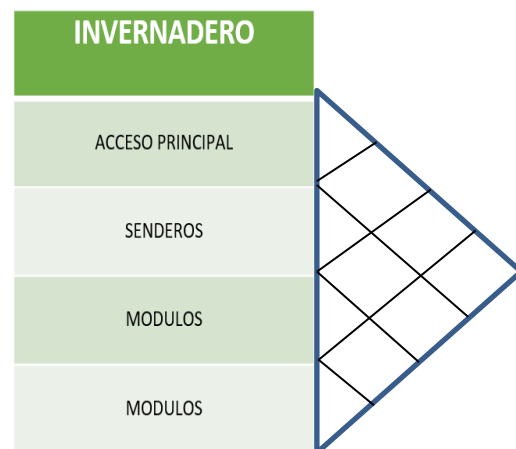 INVERNADERO
ACCESO PRINCIPAL
SENDEROS
MODULOS
MODULOS